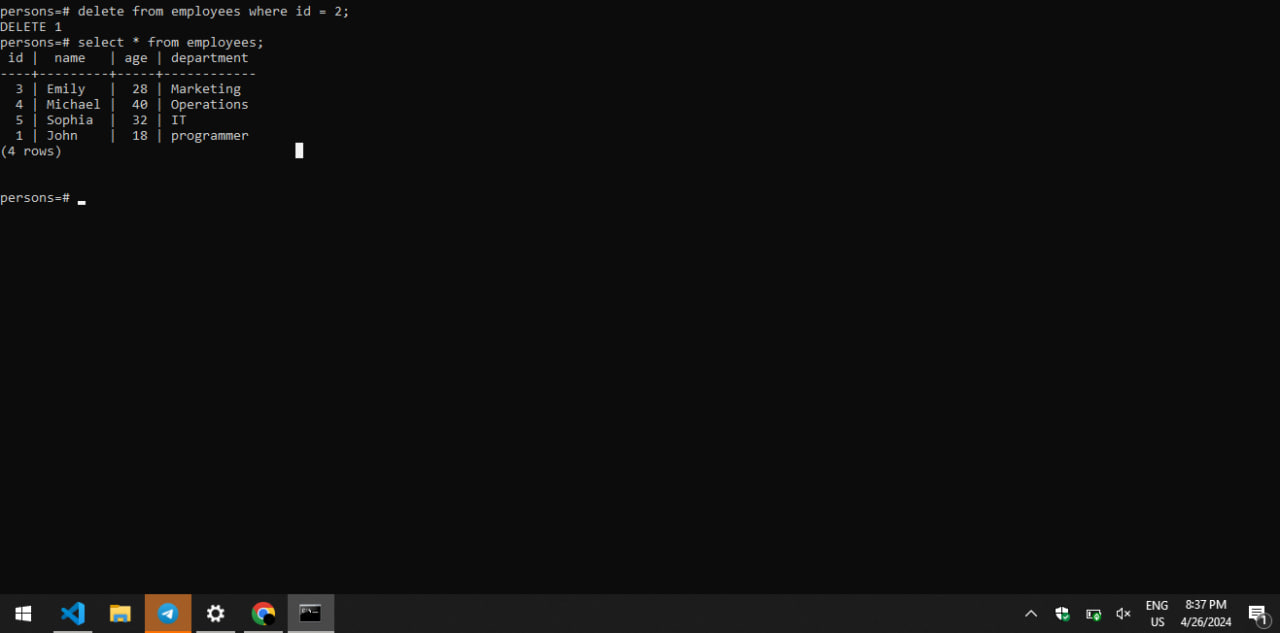 persons=# delete from employees where id = 2;
DELETE 1
persons=# select * from employees;
 id |  name   | age | department
----+---------+-----+------------
  3 | Emily   |  28 | Marketing
  4 | Michael |  40 | Operations
  5 | Sophia  |  32 | IT
  1 | John    |  18 | programmer
(4 rows)
persons=#
ENG
US
8:37 PM
4/26/2024
1